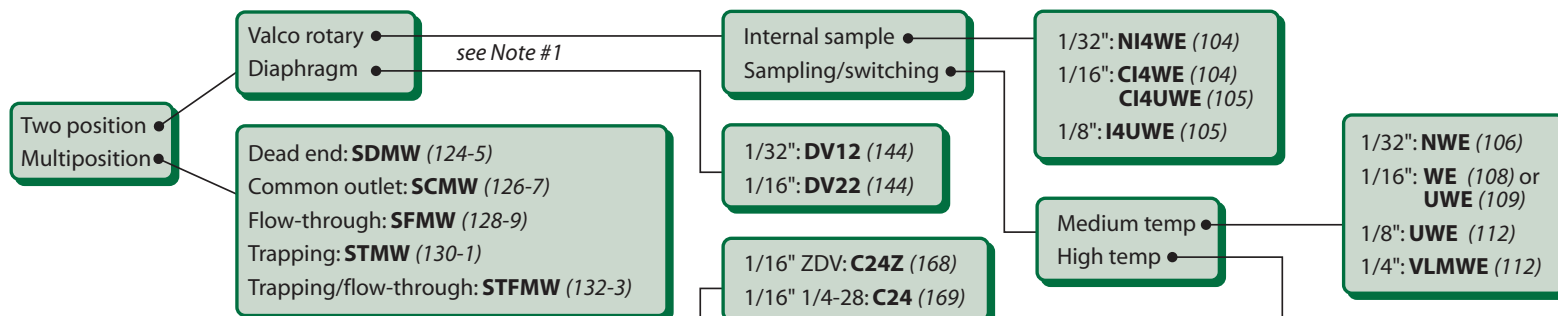 Two position
Multiposition
Valco rotary
Diaphragm
see Note #1
Dead end: SDMW (124-5)
Common outlet: SCMW (126-7)
Flow-through: SFMW (128-9)
Trapping: STMW (130-1)
Trapping/flow-through: STFMW (132-3)
Internal sample
Sampling/switching
1/32": DV12 (144)
1/16": DV22 (144)
1/16" ZDV: C24Z (168)
1/16" 1/4-28: C24 (169)
1/32": NI4WE (104)
1/16": CI4WE (104)
CI4UWE (105)
1/8": I4UWE (105)
Medium temp
High temp
1/32": NWE (106)
1/16": WE (108) or
UWE (109)
1/8": UWE (112)
1/4": VLMWE (112)